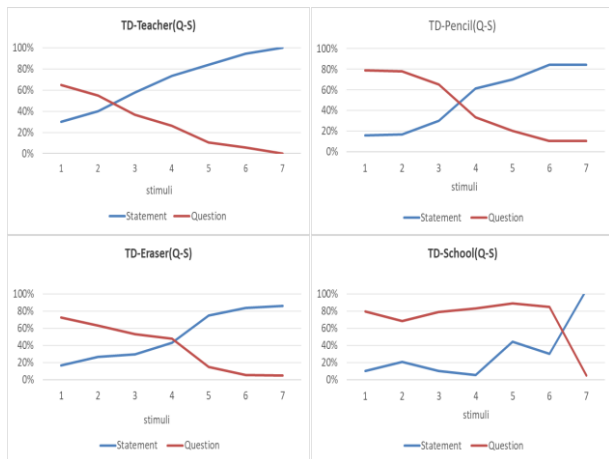 TD-Teacher(Q-S)
100%
80%
60%
40%
20%
0%
1 2 3 4 5 6 7
stimuli
Statement Question
TD-Pencil(Q-S)
100%
80%
60%
40%
20%
0%
1 2 3 4 5 6 7
stimuli
Statement Question
TD-Eraser(Q-S)
100%
80%
60%
40%
20%
0%
1 2 3 4 5 6 7
stimuli
Statement Question
TD-School(Q-S)
100%
80%
60%
40%
20%
0%
1 2 3 4 5 6 7
stimuli
Statement Question